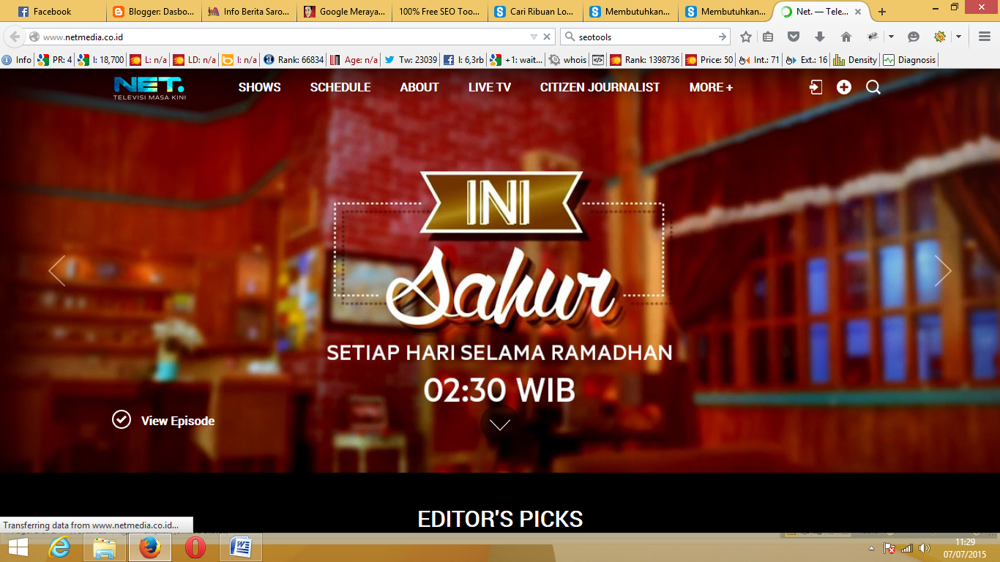 Facebook
Blogger: Dasbo...
Info Berita Saro...
Google Meraya...
100% Free SEO Too...
Cari Ribuan Lo...
Membutuhkan...
Membutuhkan...
Net. — Tele...
www.netmedia.co.id
seotools
Info
PR: 4
I: 18,700
L: n/a
LD: n/a
I: n/a
Rank: 66834
Age: n/a
Tw: 23039
l: 6,3rb
+1: wait...
whois
Rank: 1398736
Price: 50
Int.: 71
Ext.: 16
Density
Diagnosis
NET.
TELEVISI MASA KINI
SHOWS
SCHEDULE
ABOUT
LIVE TV
CITIZEN JOURNALIST
MORE +
INI
Sahur
SETIAP HARI SELAMA RAMADHAN
02:30 WIB
View Episode
EDITOR'S PICKS
Transferring data from www.netmedia.co.id...
11:29
07/07/2015